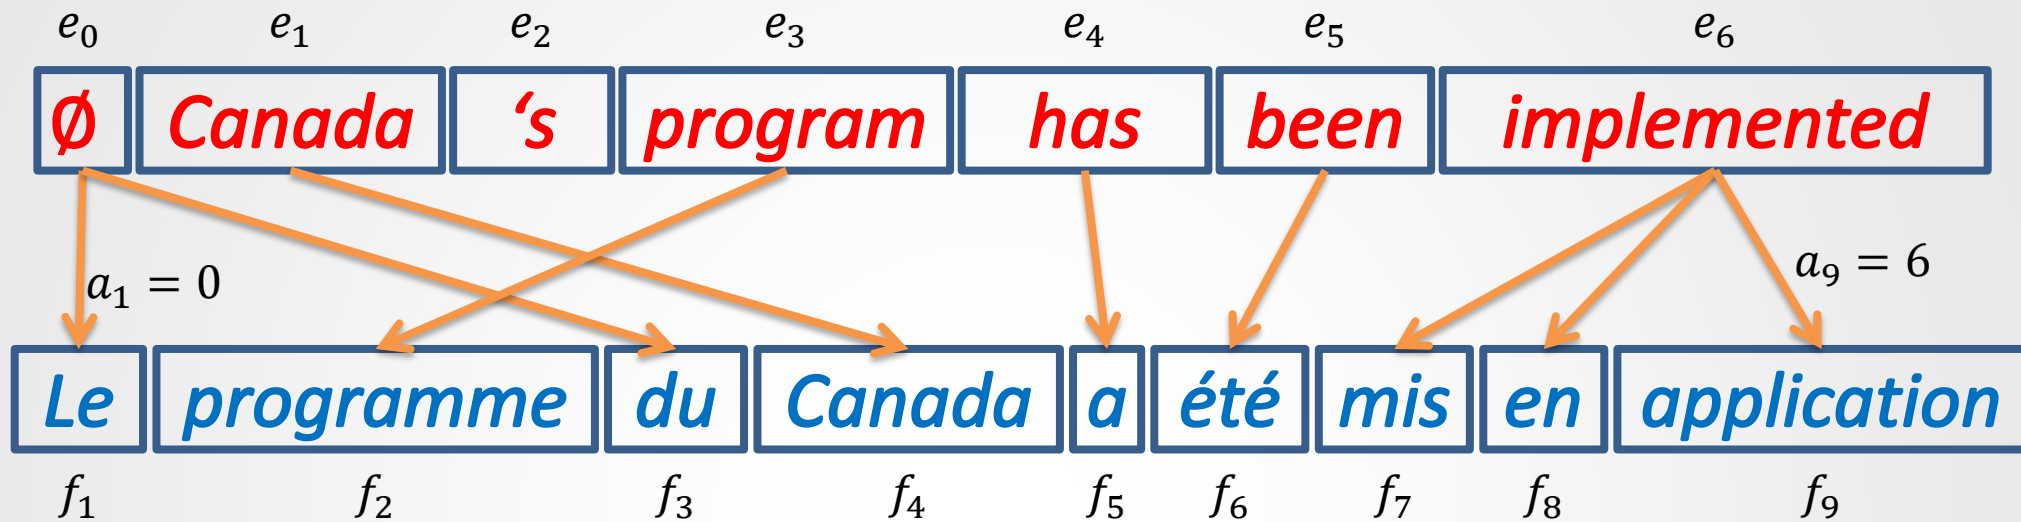 e₀ e₁ e₂ e₃ e₄ e₅ e₆
Ø Canada ‘s program has been implemented
a₁ = 0 a₉ = 6
Le programme du Canada a été mis en application
f₁ f₂ f₃ f₄ f₅ f₆ f₇ f₈ f₉